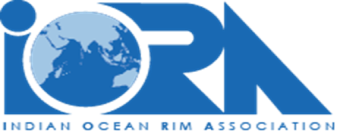 iORA
INDIAN OCEAN RIM ASSOCIATION